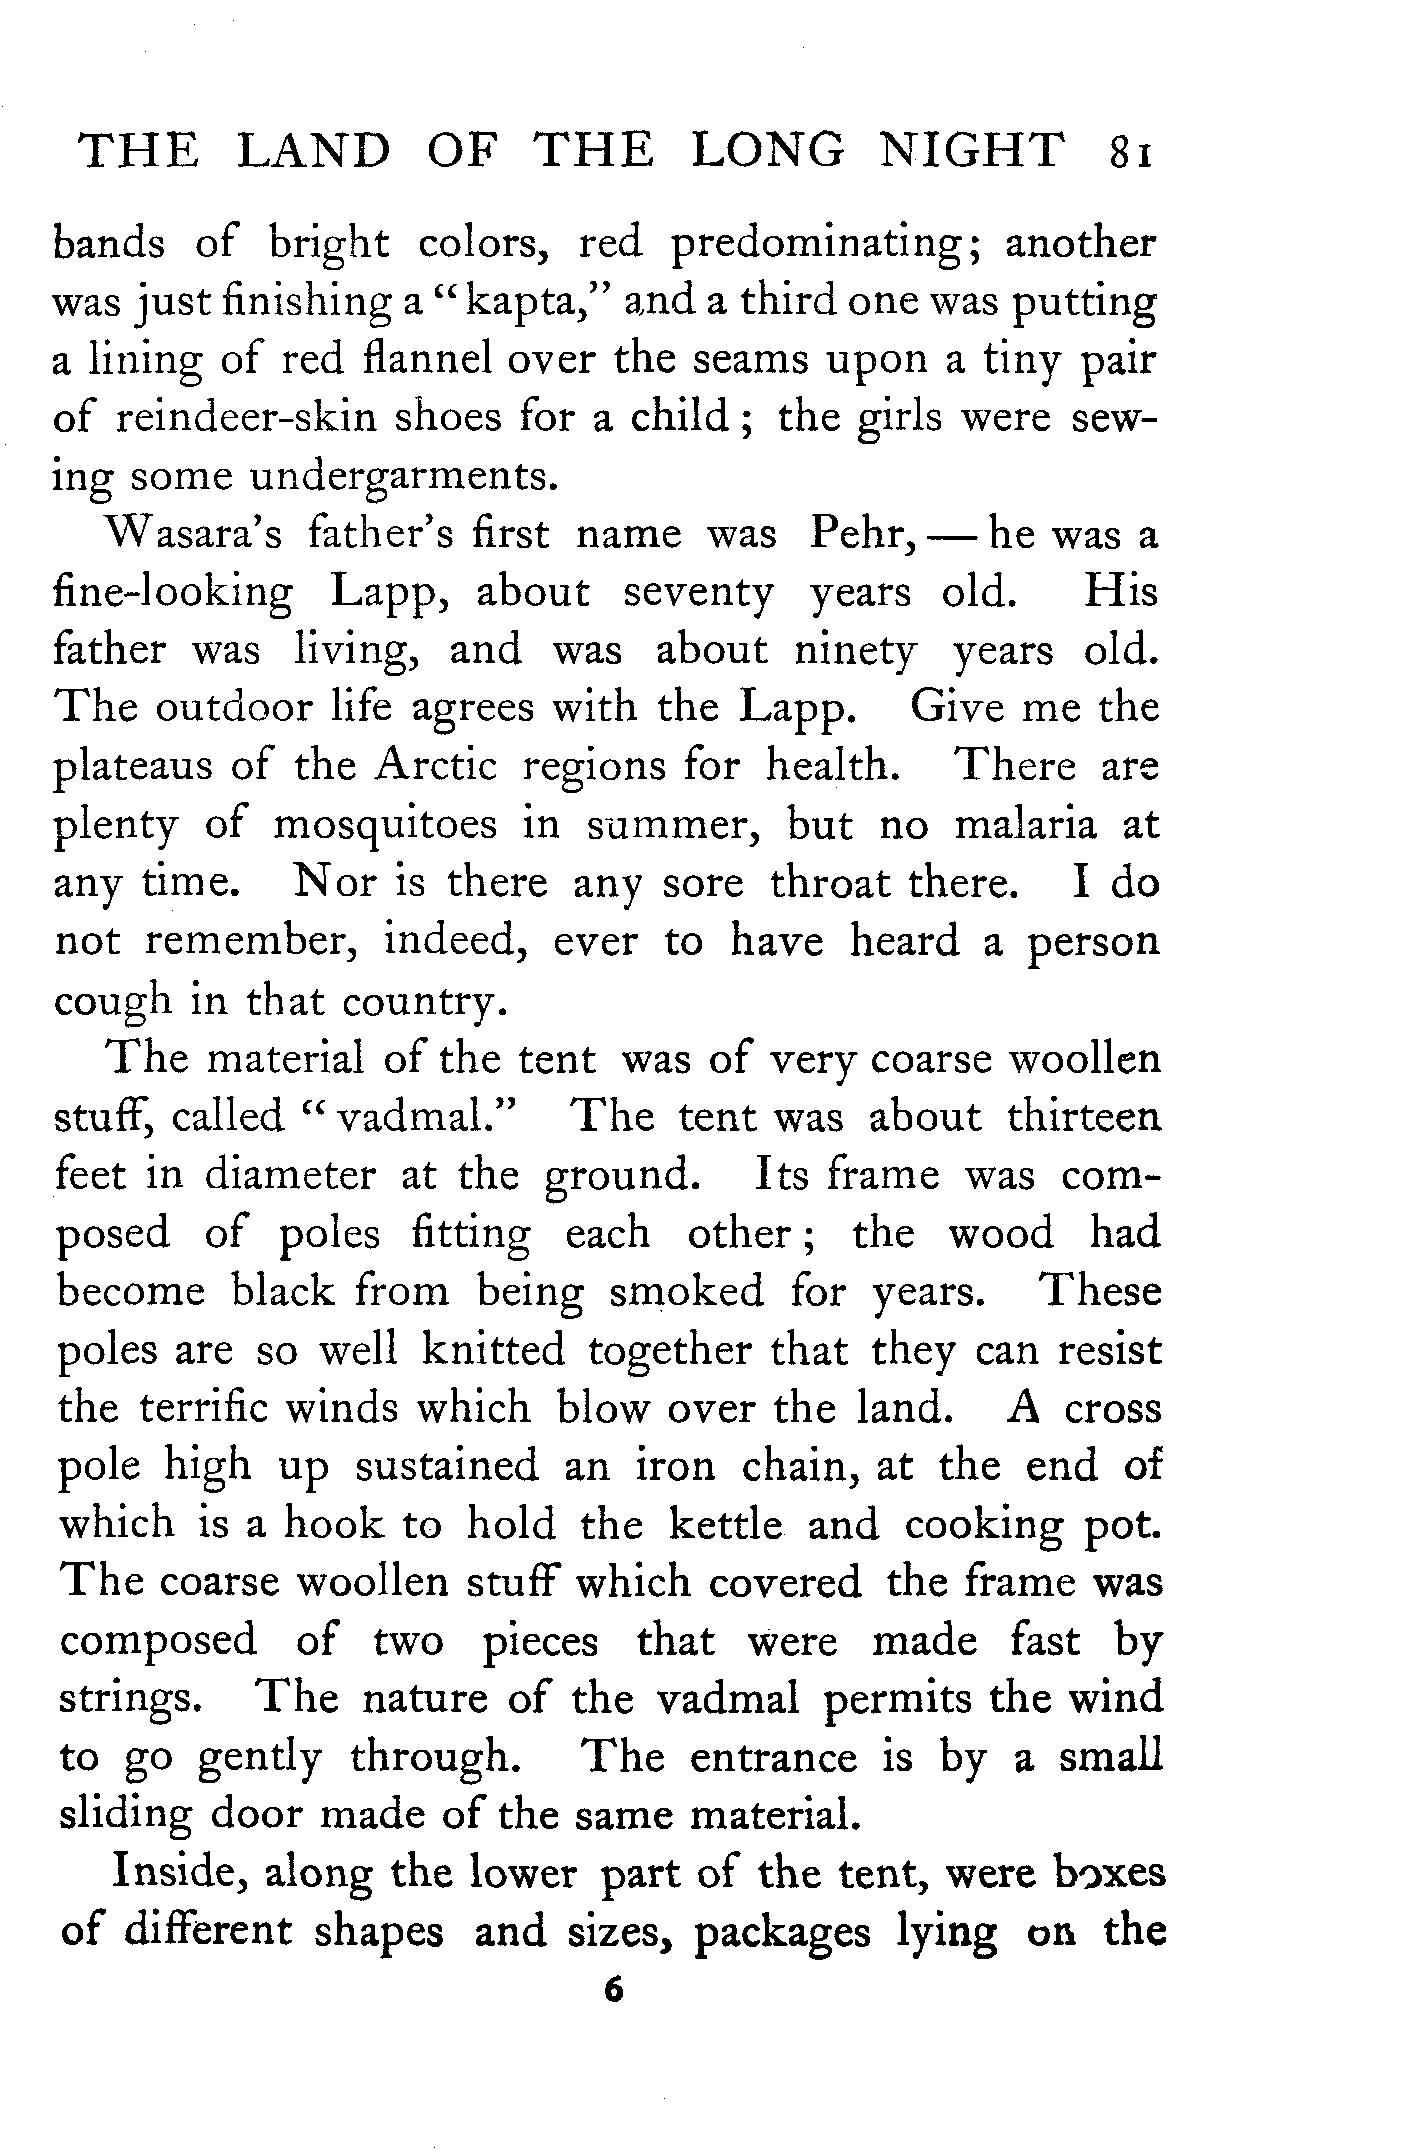 THE LAND OF THE LONG NIGHT 81
bands of bright colors, red predominating; another
was just finishing a “kapta,” and a third one was putting
a lining of red flannel over the seams upon a tiny pair
of reindeer-skin shoes for a child; the girls were sew-
ing some undergarments.
Wasara's father's first name was Pehr,—he was a
fine-looking Lapp, about seventy years old. His
father was living, and was about ninety years old.
The outdoor life agrees with the Lapp. Give me the
plateaus of the Arctic regions for health. There are
plenty of mosquitoes in summer, but no malaria at
any time. Nor is there any sore throat there. I do
not remember, indeed, ever to have heard a person
cough in that country.
The material of the tent was of very coarse woollen
stuff, called “vadmal.” The tent was about thirteen
feet in diameter at the ground. Its frame was com-
posed of poles fitting each other; the wood had
become black from being smoked for years. These
poles are so well knitted together that they can resist
the terrific winds which blow over the land. A cross
pole high up sustained an iron chain, at the end of
which is a hook to hold the kettle and cooking pot.
The coarse woollen stuff which covered the frame was
composed of two pieces that were made fast by
strings. The nature of the vadmal permits the wind
to go gently through. The entrance is by a small
sliding door made of the same material.
Inside, along the lower part of the tent, were boxes
of different shapes and sizes, packages lying on the
6